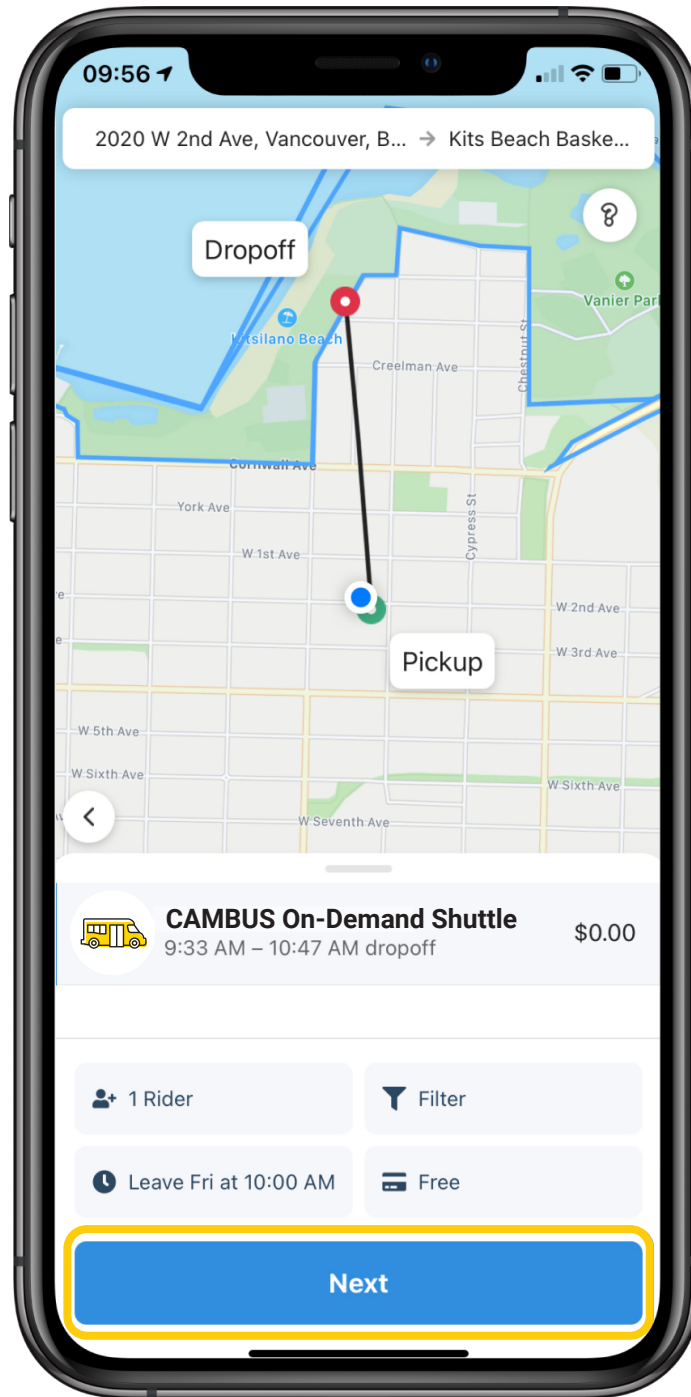 09:56
2020 W 2nd Ave, Vancouver, B... → Kits Beach Baske...
Dropoff
Vanier Par
Kitsilano Beach
Creelman Ave
Chestnut St
Cornwall Ave
York Ave
Cypress St
W 1st Ave
W 2nd Ave
Pickup
W 3rd Ave
W 5th Ave
W Sixth Ave
W Sixth Ave
W Seventh Ave
CAMBUS On-Demand Shuttle
$0.00
9:33 AM – 10:47 AM dropoff
1 Rider
Filter
Leave Fri at 10:00 AM
Free
Next